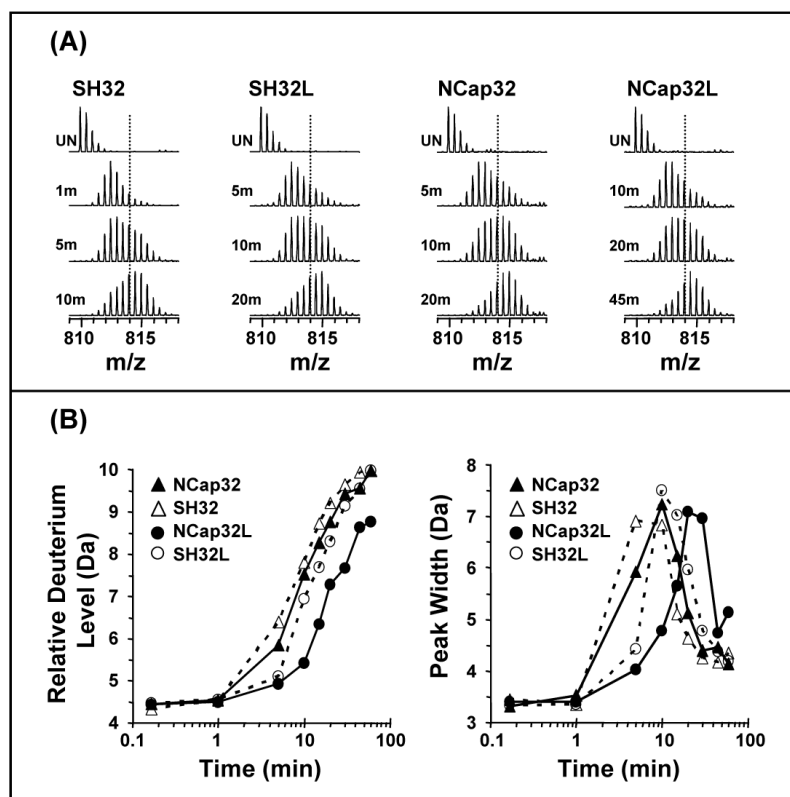 (A)
SH32 SH32L NCap32 NCap32L
UN UN UN UN
1m 5m 5m 10m
5m 10m 10m 20m
10m 20m 20m 45m
810 815 810 815 810 815 810 815
m/z m/z m/z m/z
(B)
Relative Deuterium
Level (Da)
10
9
8
7
6
5
4
NCap32
SH32
NCap32L
SH32L
0.1 1 10 100
Time (min)
Peak Width (Da)
8
7
6
5
4
3
NCap32
SH32
NCap32L
SH32L
0.1 1 10 100
Time (min)